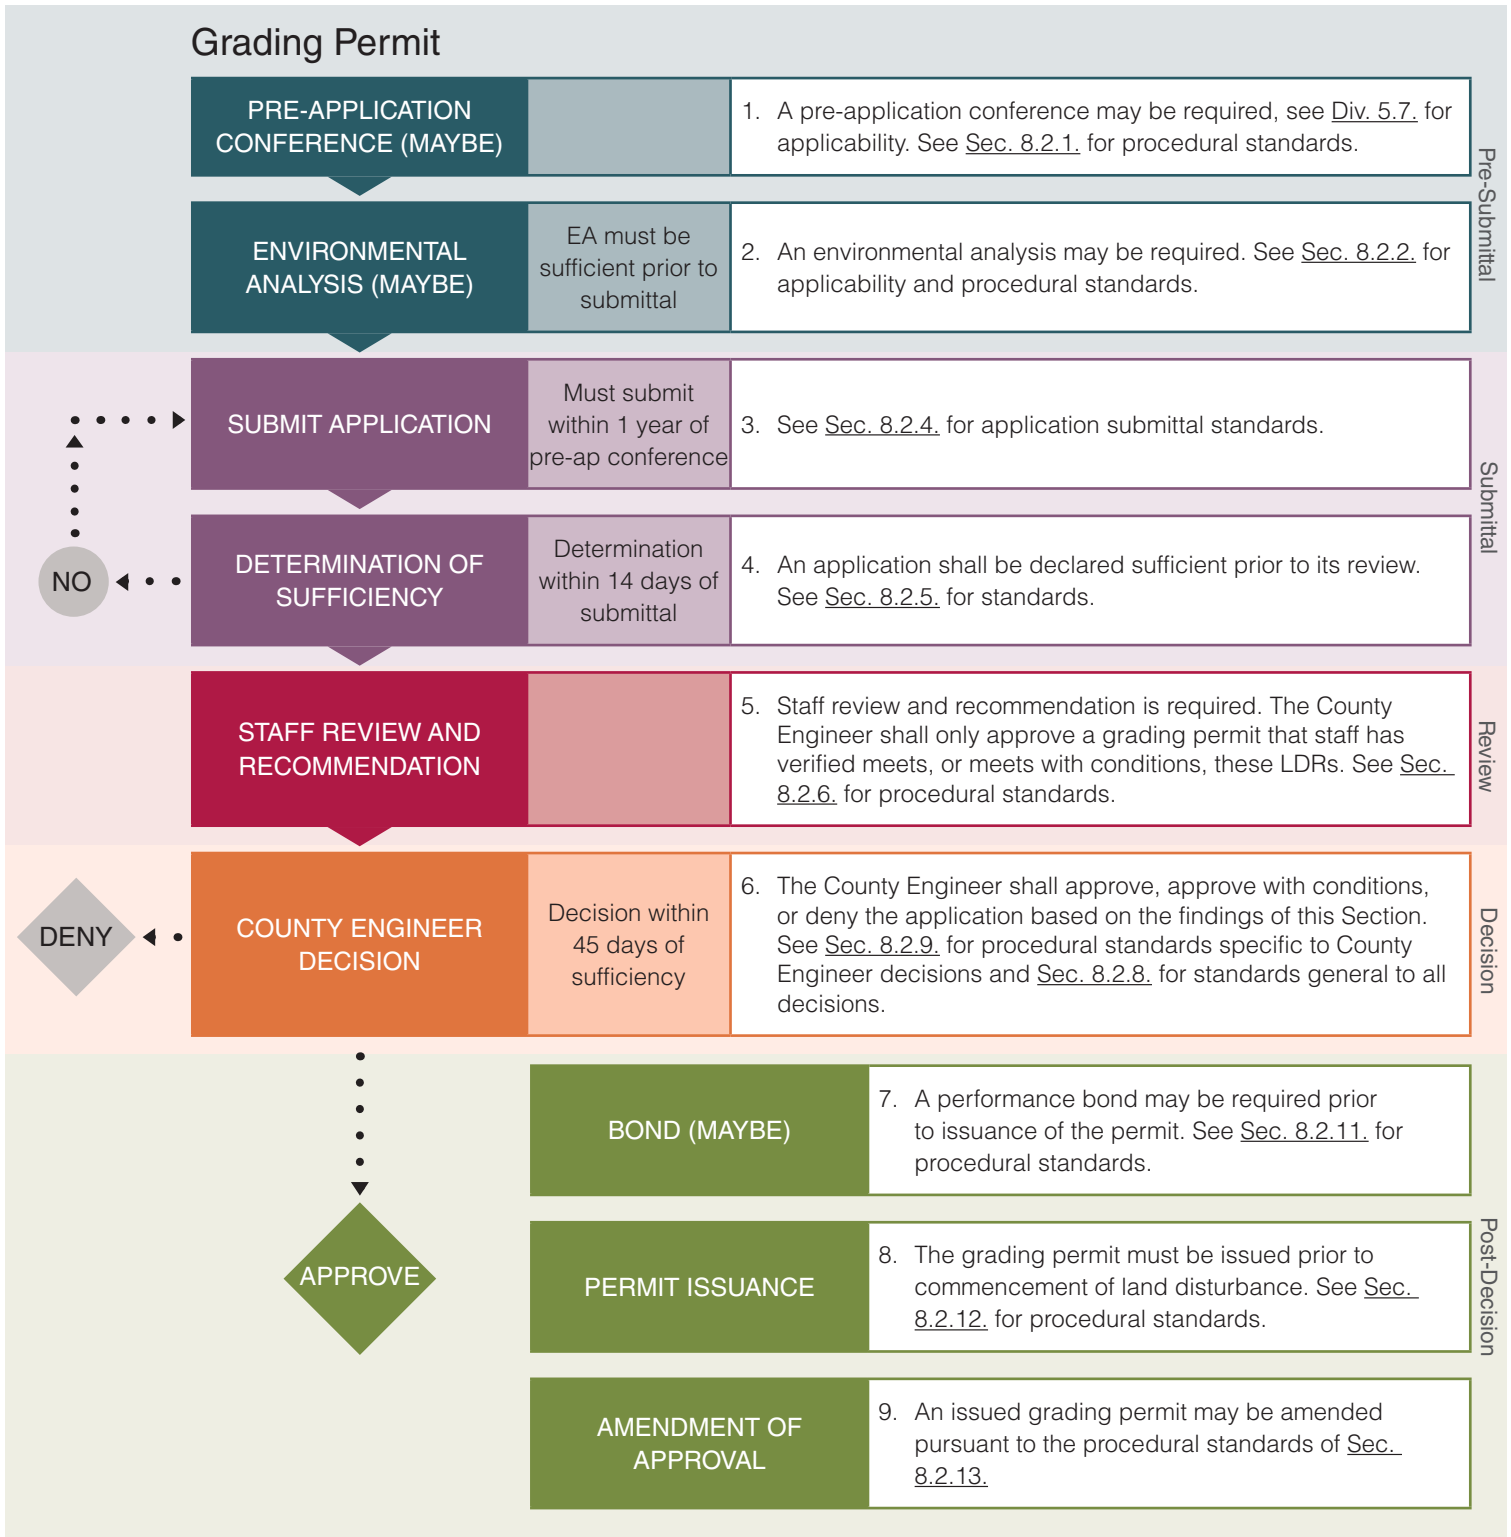 Grading Permit
PRE-APPLICATION
CONFERENCE (MAYBE)
1. A pre-application conference may be required, see Div. 5.7. for
applicability. See Sec. 8.2.1. for procedural standards.
ENVIRONMENTAL
ANALYSIS (MAYBE)
EA must be
sufficient prior to
submittal
2. An environmental analysis may be required. See Sec. 8.2.2. for
applicability and procedural standards.
Pre-Submittal
SUBMIT APPLICATION
Must submit
within 1 year of
pre-ap conference
3. See Sec. 8.2.4. for application submittal standards.
NO
DETERMINATION OF
SUFFICIENCY
Determination
within 14 days of
submittal
4. An application shall be declared sufficient prior to its review.
See Sec. 8.2.5. for standards.
Submittal
STAFF REVIEW AND
RECOMMENDATION
5. Staff review and recommendation is required. The County
Engineer shall only approve a grading permit that staff has
verified meets, or meets with conditions, these LDRs. See Sec.
8.2.6. for procedural standards.
Review
DENY
COUNTY ENGINEER
DECISION
Decision within
45 days of
sufficiency
6. The County Engineer shall approve, approve with conditions,
or deny the application based on the findings of this Section.
See Sec. 8.2.9. for procedural standards specific to County
Engineer decisions and Sec. 8.2.8. for standards general to all
decisions.
Decision
APPROVE
BOND (MAYBE)
7. A performance bond may be required prior
to issuance of the permit. See Sec. 8.2.11. for
procedural standards.
PERMIT ISSUANCE
8. The grading permit must be issued prior to
commencement of land disturbance. See Sec.
8.2.12. for procedural standards.
AMENDMENT OF
APPROVAL
9. An issued grading permit may be amended
pursuant to the procedural standards of Sec.
8.2.13.
Post-Decision